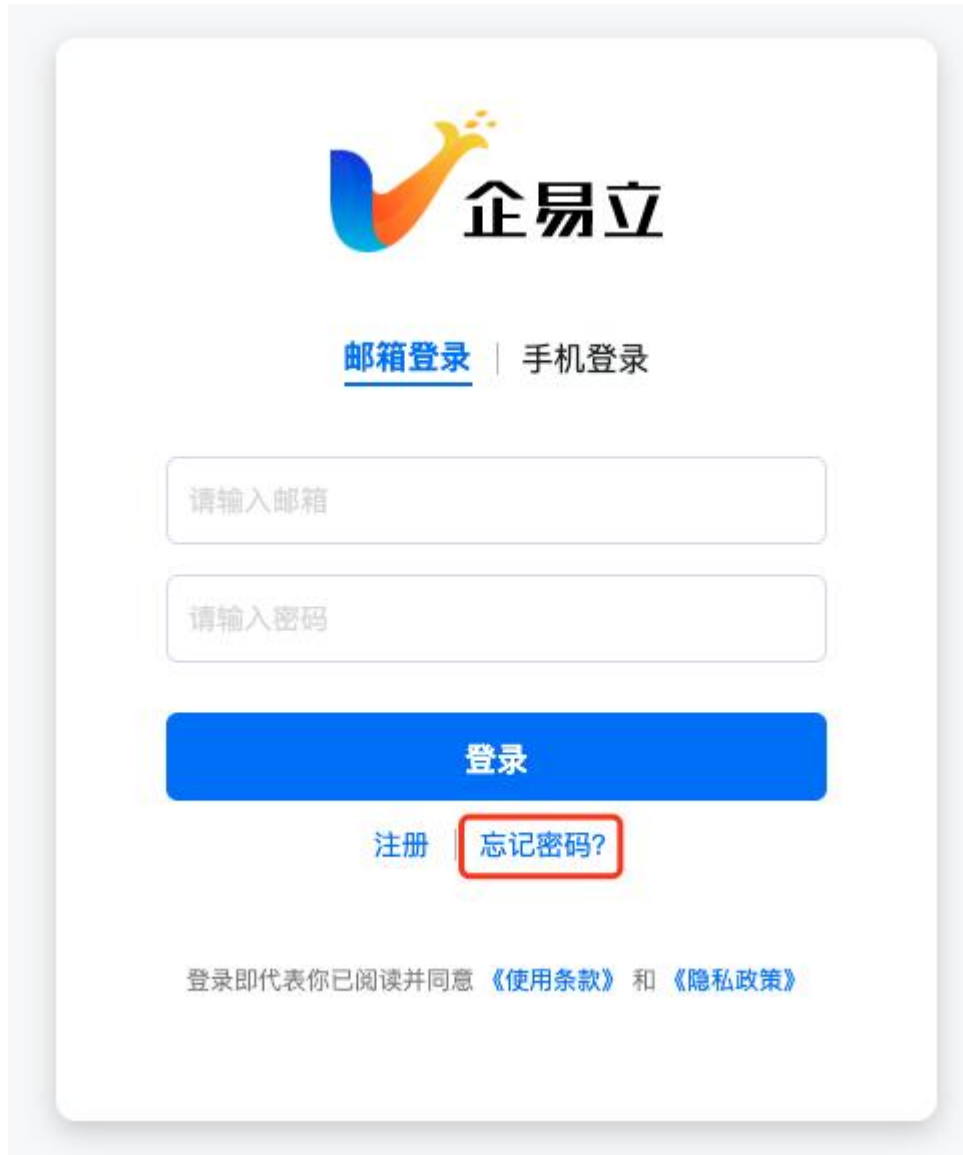 企易立
邮箱登录 | 手机登录
请输入邮箱
请输入密码
登录
注册 | 忘记密码?
登录即代表你已阅读并同意 《使用条款》 和 《隐私政策》